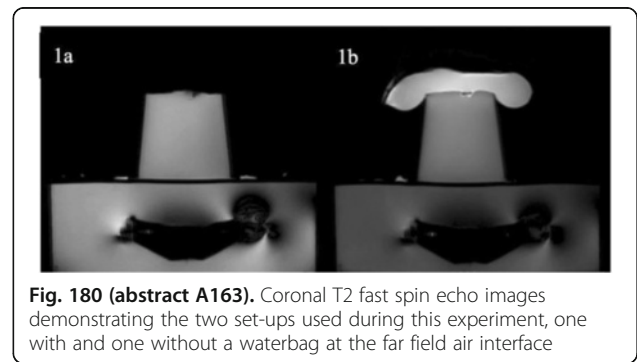 1a
1b
Fig. 180 (abstract A163). Coronal T2 fast spin echo images
demonstrating the two set-ups used during this experiment, one
with and one without a waterbag at the far field air interface